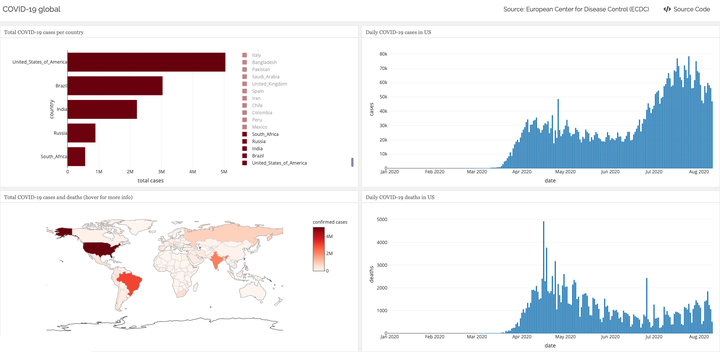 COVID-19 global
Source: European Center for Disease Control (ECDC)
</> Source Code
Total COVID-19 cases per country
United_States_of_America
Brazil
India
Russia
South_Africa
country
0
1M
2M
3M
4M
5M
total cases
Italy
Bangladesh
Pakistan
Saudi_Arabia
United_Kingdom
Spain
Iran
Chile
Colombia
Peru
Mexico
South_Africa
Russia
India
Brazil
United_States_of_America
Daily COVID-19 cases in US
80k
70k
60k
50k
40k
30k
20k
10k
0
cases
Jan 2020
Feb 2020
Mar 2020
Apr 2020
May 2020
Jun 2020
Jul 2020
Aug 2020
date
Total COVID-19 cases and deaths (hover for more info)
confirmed cases
4M
2M
0
Daily COVID-19 deaths in US
5000
4000
3000
2000
1000
0
deaths
Jan 2020
Feb 2020
Mar 2020
Apr 2020
May 2020
Jun 2020
Jul 2020
Aug 2020
date